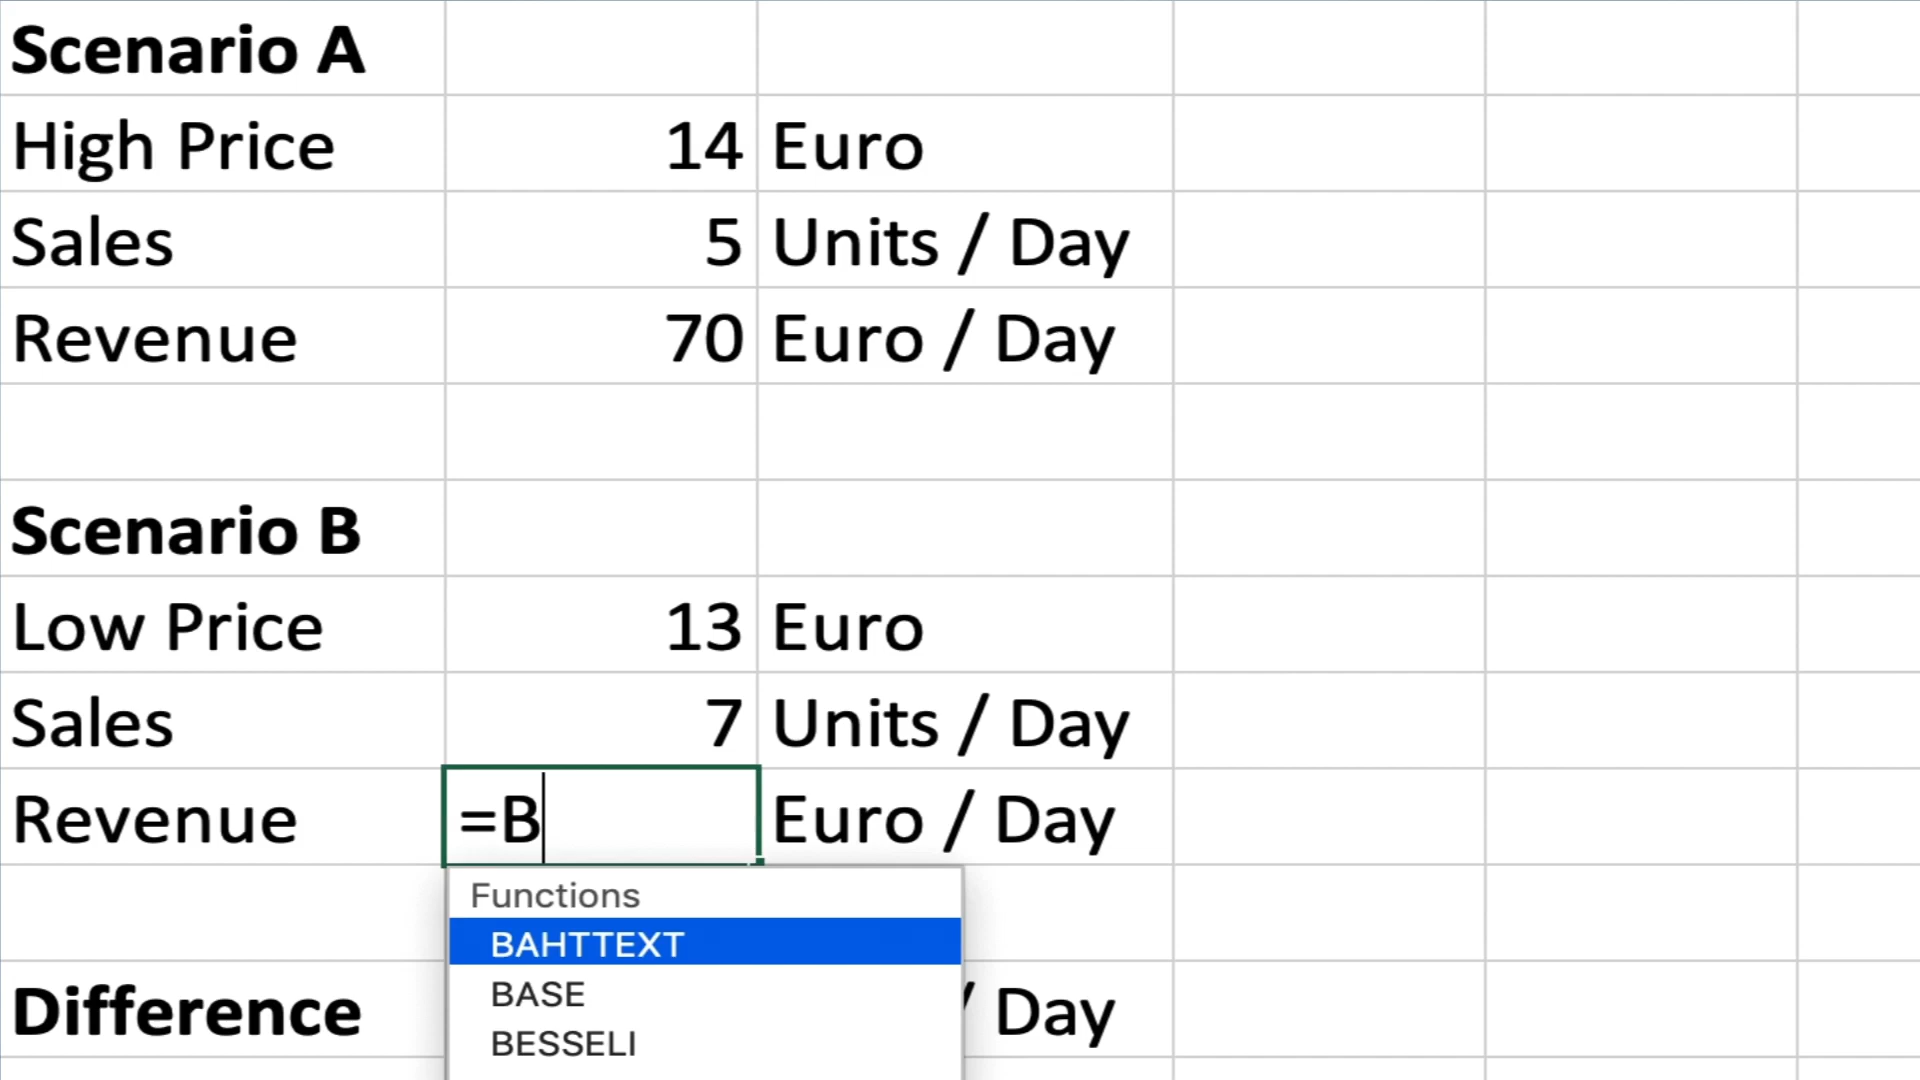 Scenario A
High Price 14 Euro
Sales 5 Units / Day
Revenue 70 Euro / Day
Scenario B
Low Price 13 Euro
Sales 7 Units / Day
Revenue =B Euro / Day
Functions
BAHTTEXT
BASE
Difference / Day
BESSELI